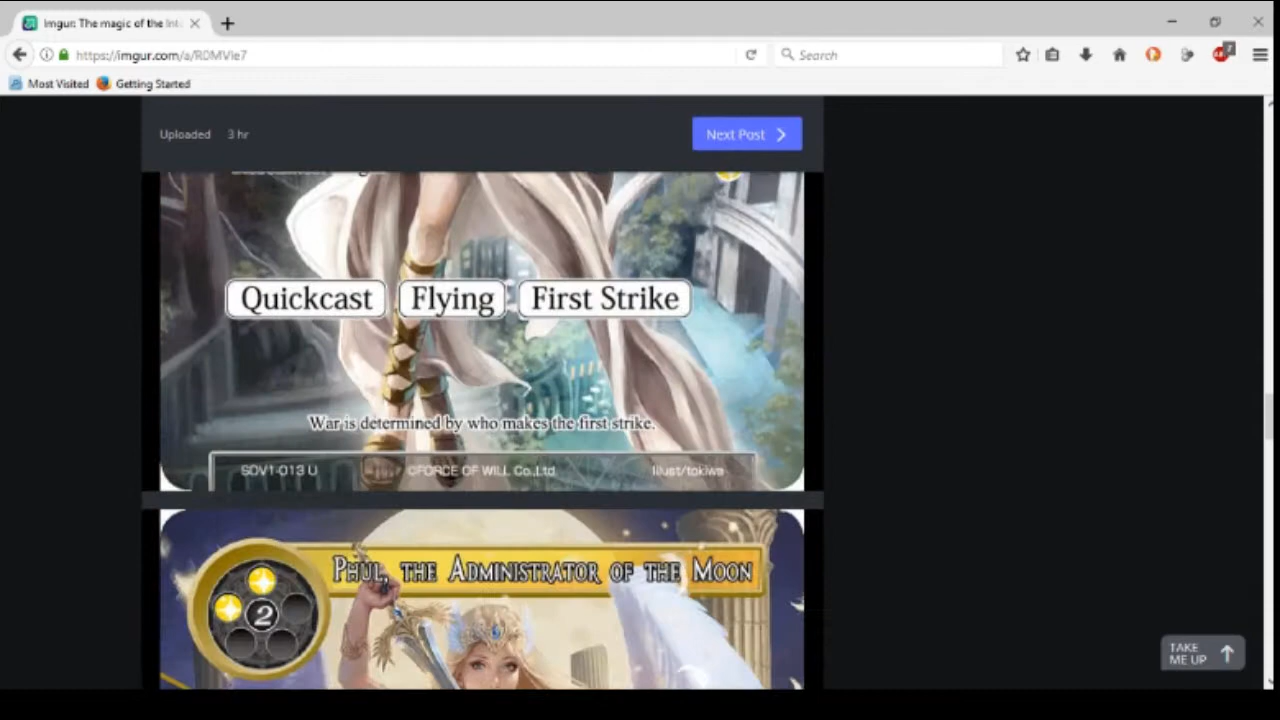 Imgur: The magic of the Int
https://imgur.com/a/R0MVle7
Search
Most Visited
Getting Started
Uploaded 3 hr
Next Post
Quickcast Flying First Strike
War is determined by who makes the first strike.
SDV1-013 U ©FORCE OF WILL Co.,Ltd. Illust/tokiwa
PHUL, THE ADMINISTRATOR OF THE MOON
2
TAKE
ME UP